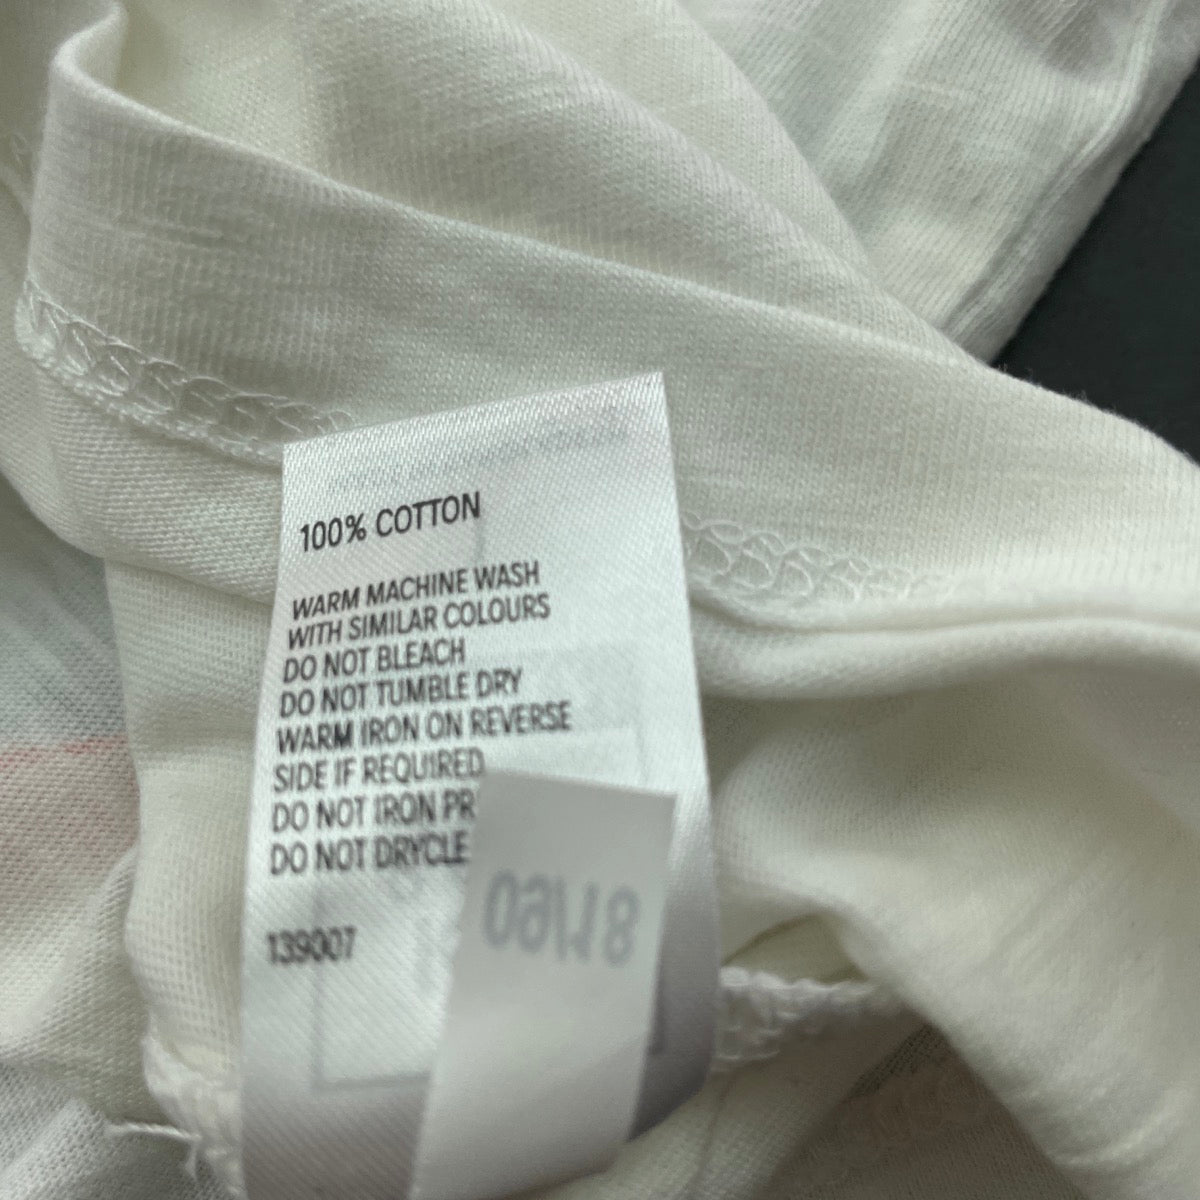 100% COTTON
WARM MACHINE WASH
WITH SIMILAR COLOURS
DO NOT BLEACH
DO NOT TUMBLE DRY
WARM IRON ON REVERSE
SIDE IF REQUIRED
DO NOT IRON PR
DO NOT DRYCLE
139007